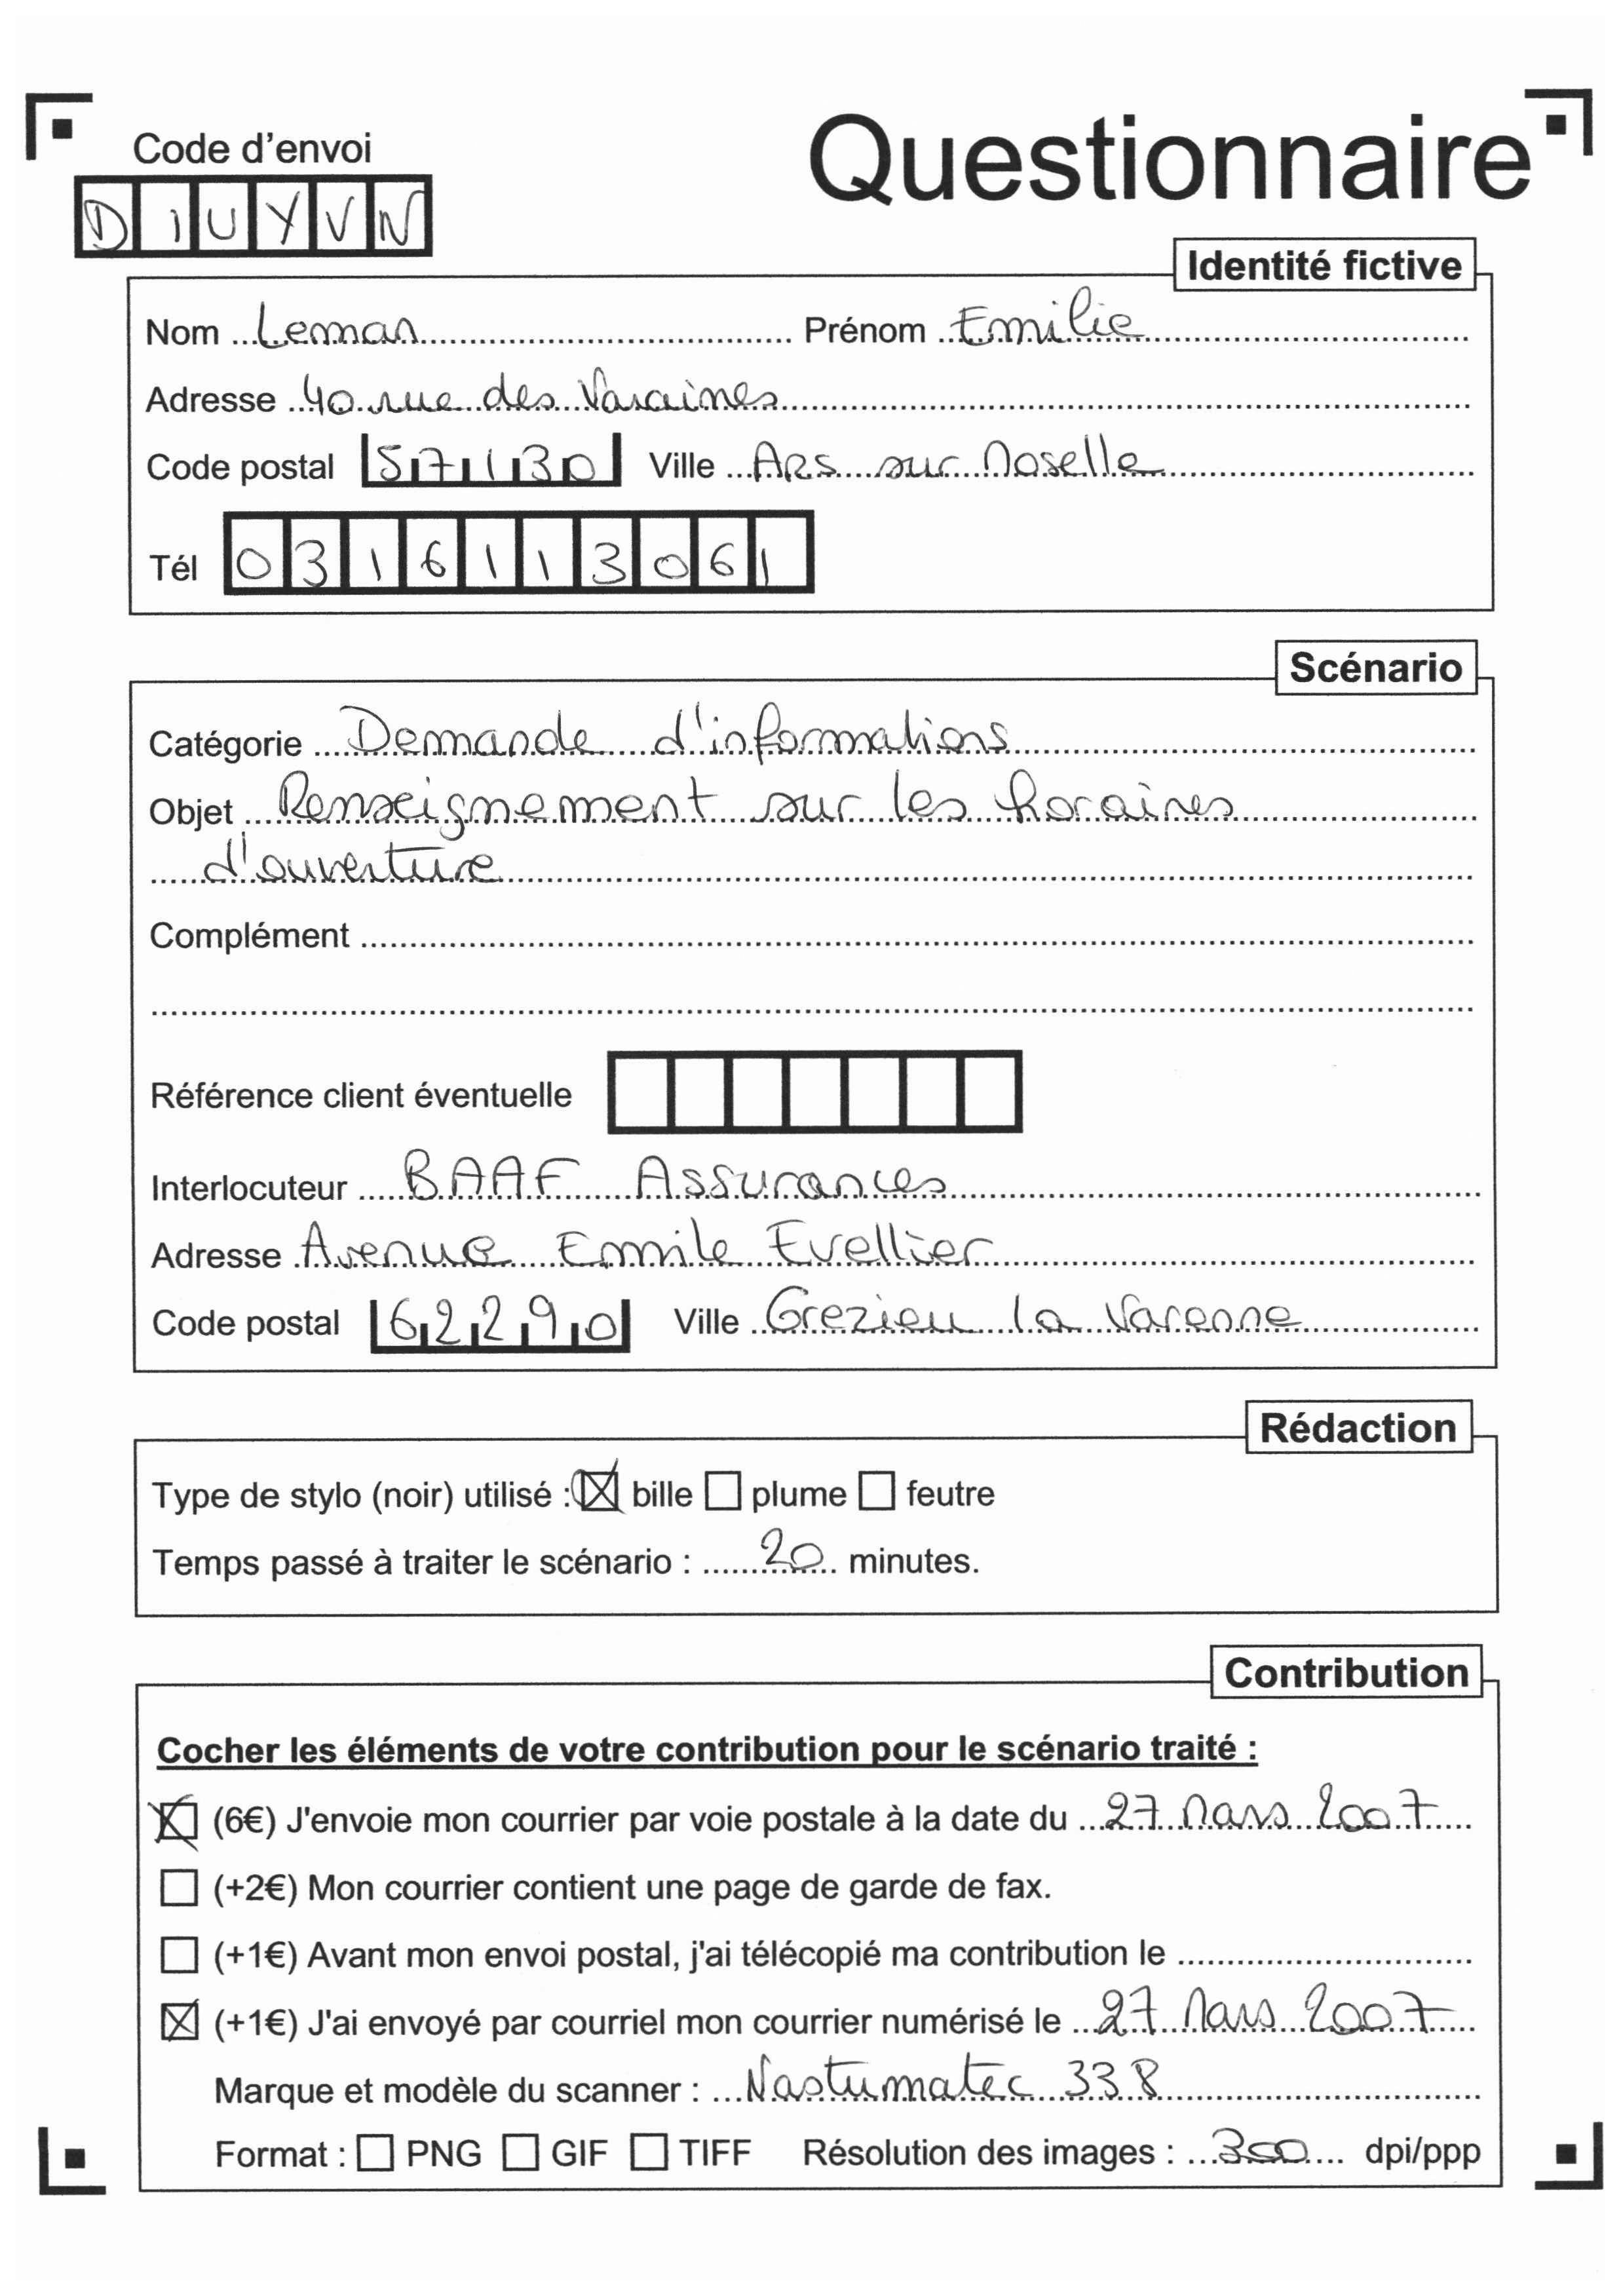 Questionnaire
Code d'envoi
DIUYVN
Identité fictive
Nom Leman Prénom Emilie
Adresse 40 rue des Varaines
Code postal 57130 Ville Ars sur Moselle
Tél 0316113061
Scénario
Catégorie Demande d'informations
Objet Renseignement sur les horaires
d'ouverture
Complément
Référence client éventuelle
Interlocuteur BAAF Assurances
Adresse Avenue Emile Evellier
Code postal 62290 Ville Grezieu la Varenne
Rédaction
Type de stylo (noir) utilisé : bille plume feutre
Temps passé à traiter le scénario : 20 minutes.
Contribution
Cocher les éléments de votre contribution pour le scénario traité :
(6€) J'envoie mon courrier par voie postale à la date du 27 Mars 2007
(+2€) Mon courrier contient une page de garde de fax.
(+1€) Avant mon envoi postal, j'ai télécopié ma contribution le
(+1€) J'ai envoyé par courriel mon courrier numérisé le 27 Mars 2007
Marque et modèle du scanner : Nastumatec 338
Format : PNG GIF TIFF Résolution des images : 300 dpi/ppp